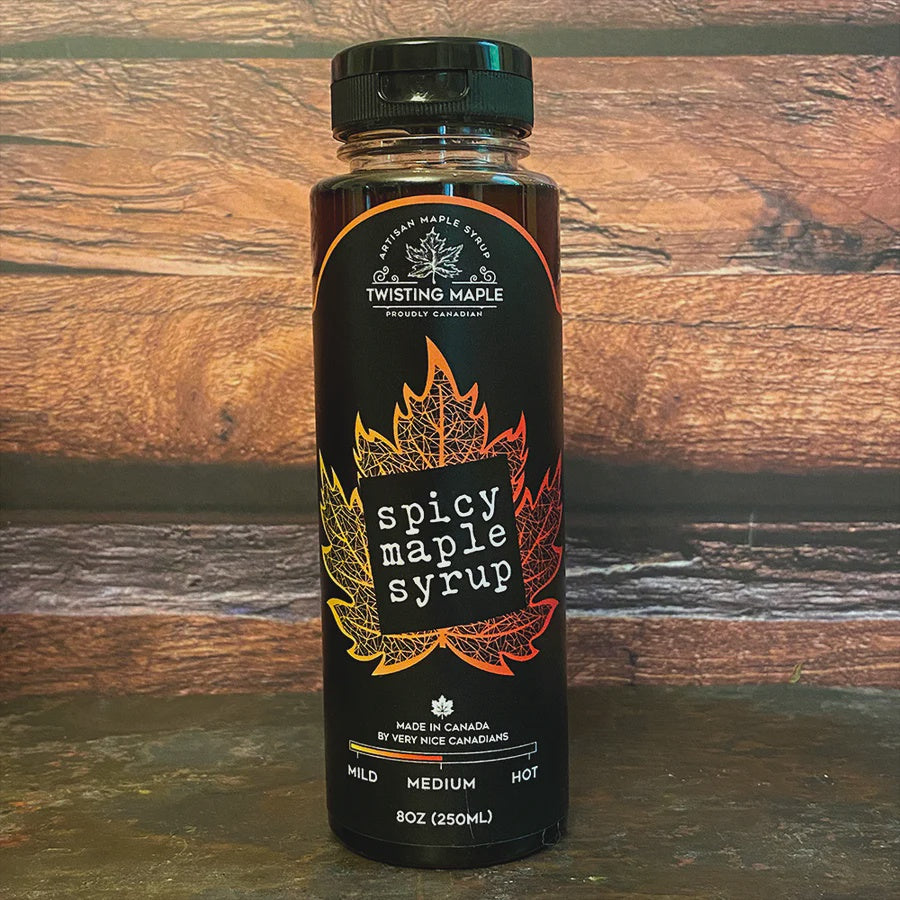 ARTISAN MAPLE SYRUP
TWISTING MAPLE
PROUDLY CANADIAN
spicy
maple
syrup
MADE IN CANADA
BY VERY NICE CANADIANS
MILD MEDIUM HOT
8OZ (250ML)